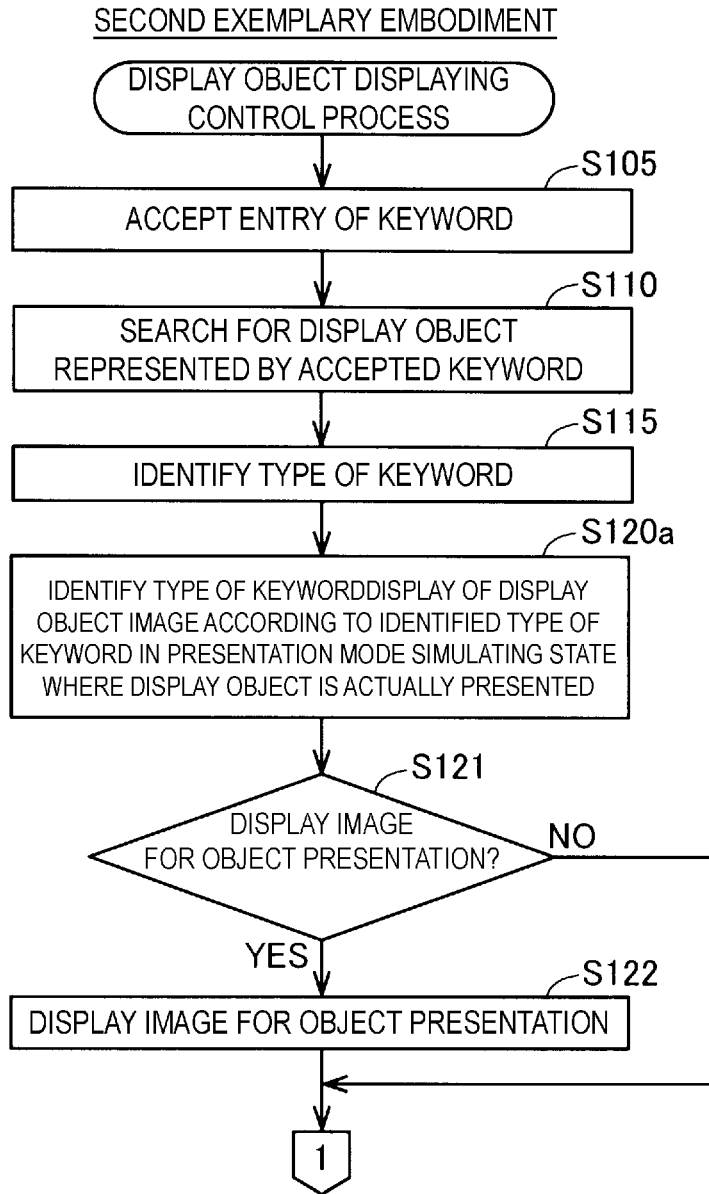 SECOND EXEMPLARY EMBODIMENT
DISPLAY OBJECT DISPLAYING
CONTROL PROCESS
S105
ACCEPT ENTRY OF KEYWORD
S110
SEARCH FOR DISPLAY OBJECT
REPRESENTED BY ACCEPTED KEYWORD
S115
IDENTIFY TYPE OF KEYWORD
S120a
IDENTIFY TYPE OF KEYWORDDISPLAY OF DISPLAY
OBJECT IMAGE ACCORDING TO IDENTIFIED TYPE OF
KEYWORD IN PRESENTATION MODE SIMULATING STATE
WHERE DISPLAY OBJECT IS ACTUALLY PRESENTED
S121
DISPLAY IMAGE
FOR OBJECT PRESENTATION?
NO
YES
S122
DISPLAY IMAGE FOR OBJECT PRESENTATION
1